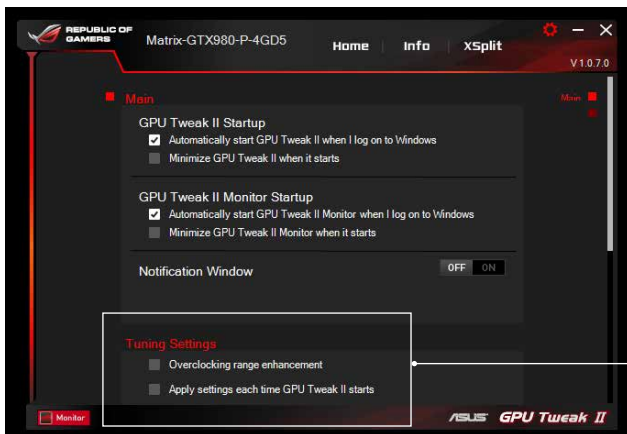 REPUBLIC OF
GAMERS
Matrix-GTX980-P-4GD5
Home Info XSplit
V 1.0.7.0
Main
Main
GPU Tweak II Startup
Automatically start GPU Tweak II when I log on to Windows
Minimize GPU Tweak II when it starts
GPU Tweak II Monitor Startup
Automatically start GPU Tweak II Monitor when I log on to Windows
Minimize GPU Tweak II Monitor when it starts
Notification Window
OFF ON
Tuning Settings
Overclocking range enhancement
Apply settings each time GPU Tweak II starts
Monitor
ASUS GPU Tweak II